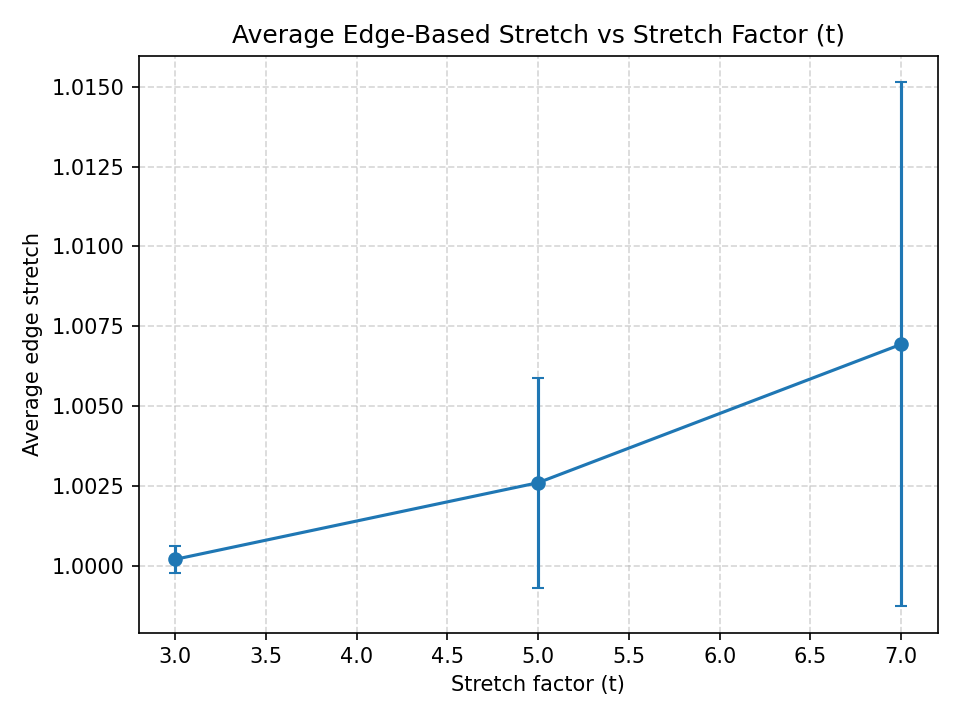 Average Edge-Based Stretch vs Stretch Factor (t)
Average edge stretch
1.0150
1.0125
1.0100
1.0075
1.0050
1.0025
1.0000
3.0 3.5 4.0 4.5 5.0 5.5 6.0 6.5 7.0
Stretch factor (t)